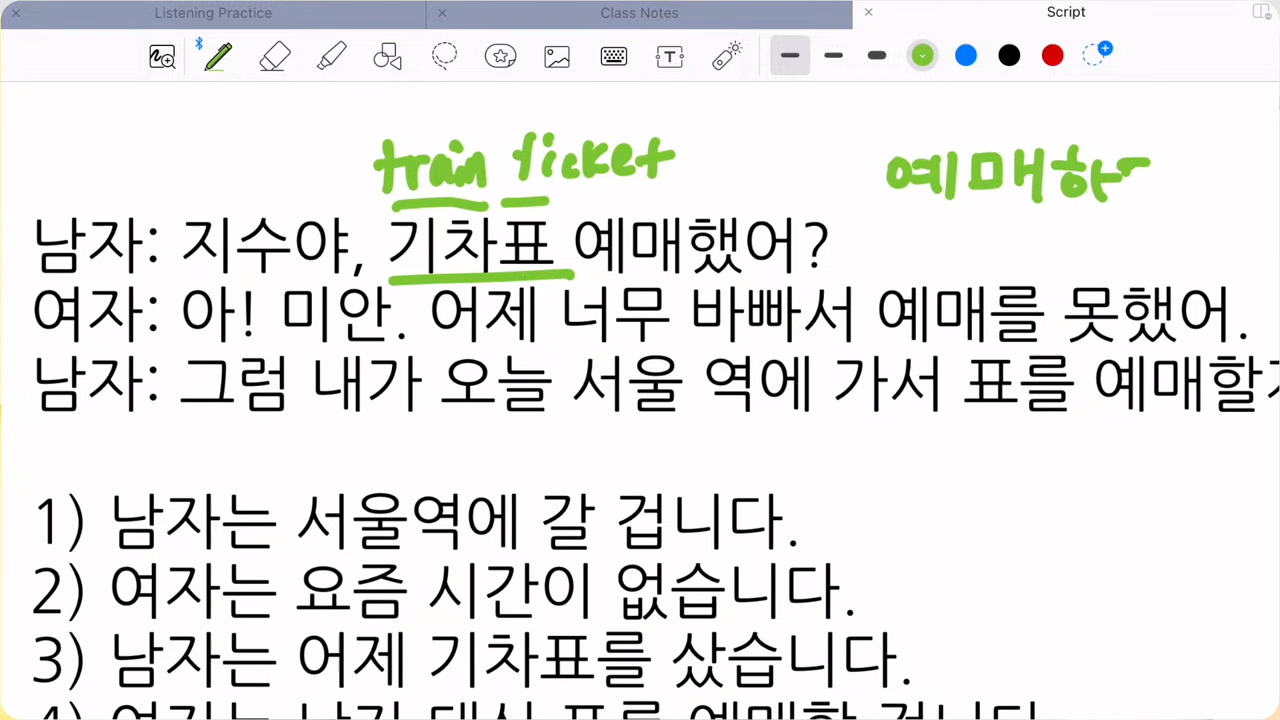 Listening Practice
Class Notes
Script
train ticket
예매하
남자: 지수야, 기차표 예매했어?
여자: 아! 미안. 어제 너무 바빠서 예매를 못했어.
남자: 그럼 내가 오늘 서울 역에 가서 표를 예매할
1) 남자는 서울역에 갈 겁니다.
2) 여자는 요즘 시간이 없습니다.
3) 남자는 어제 기차표를 샀습니다.